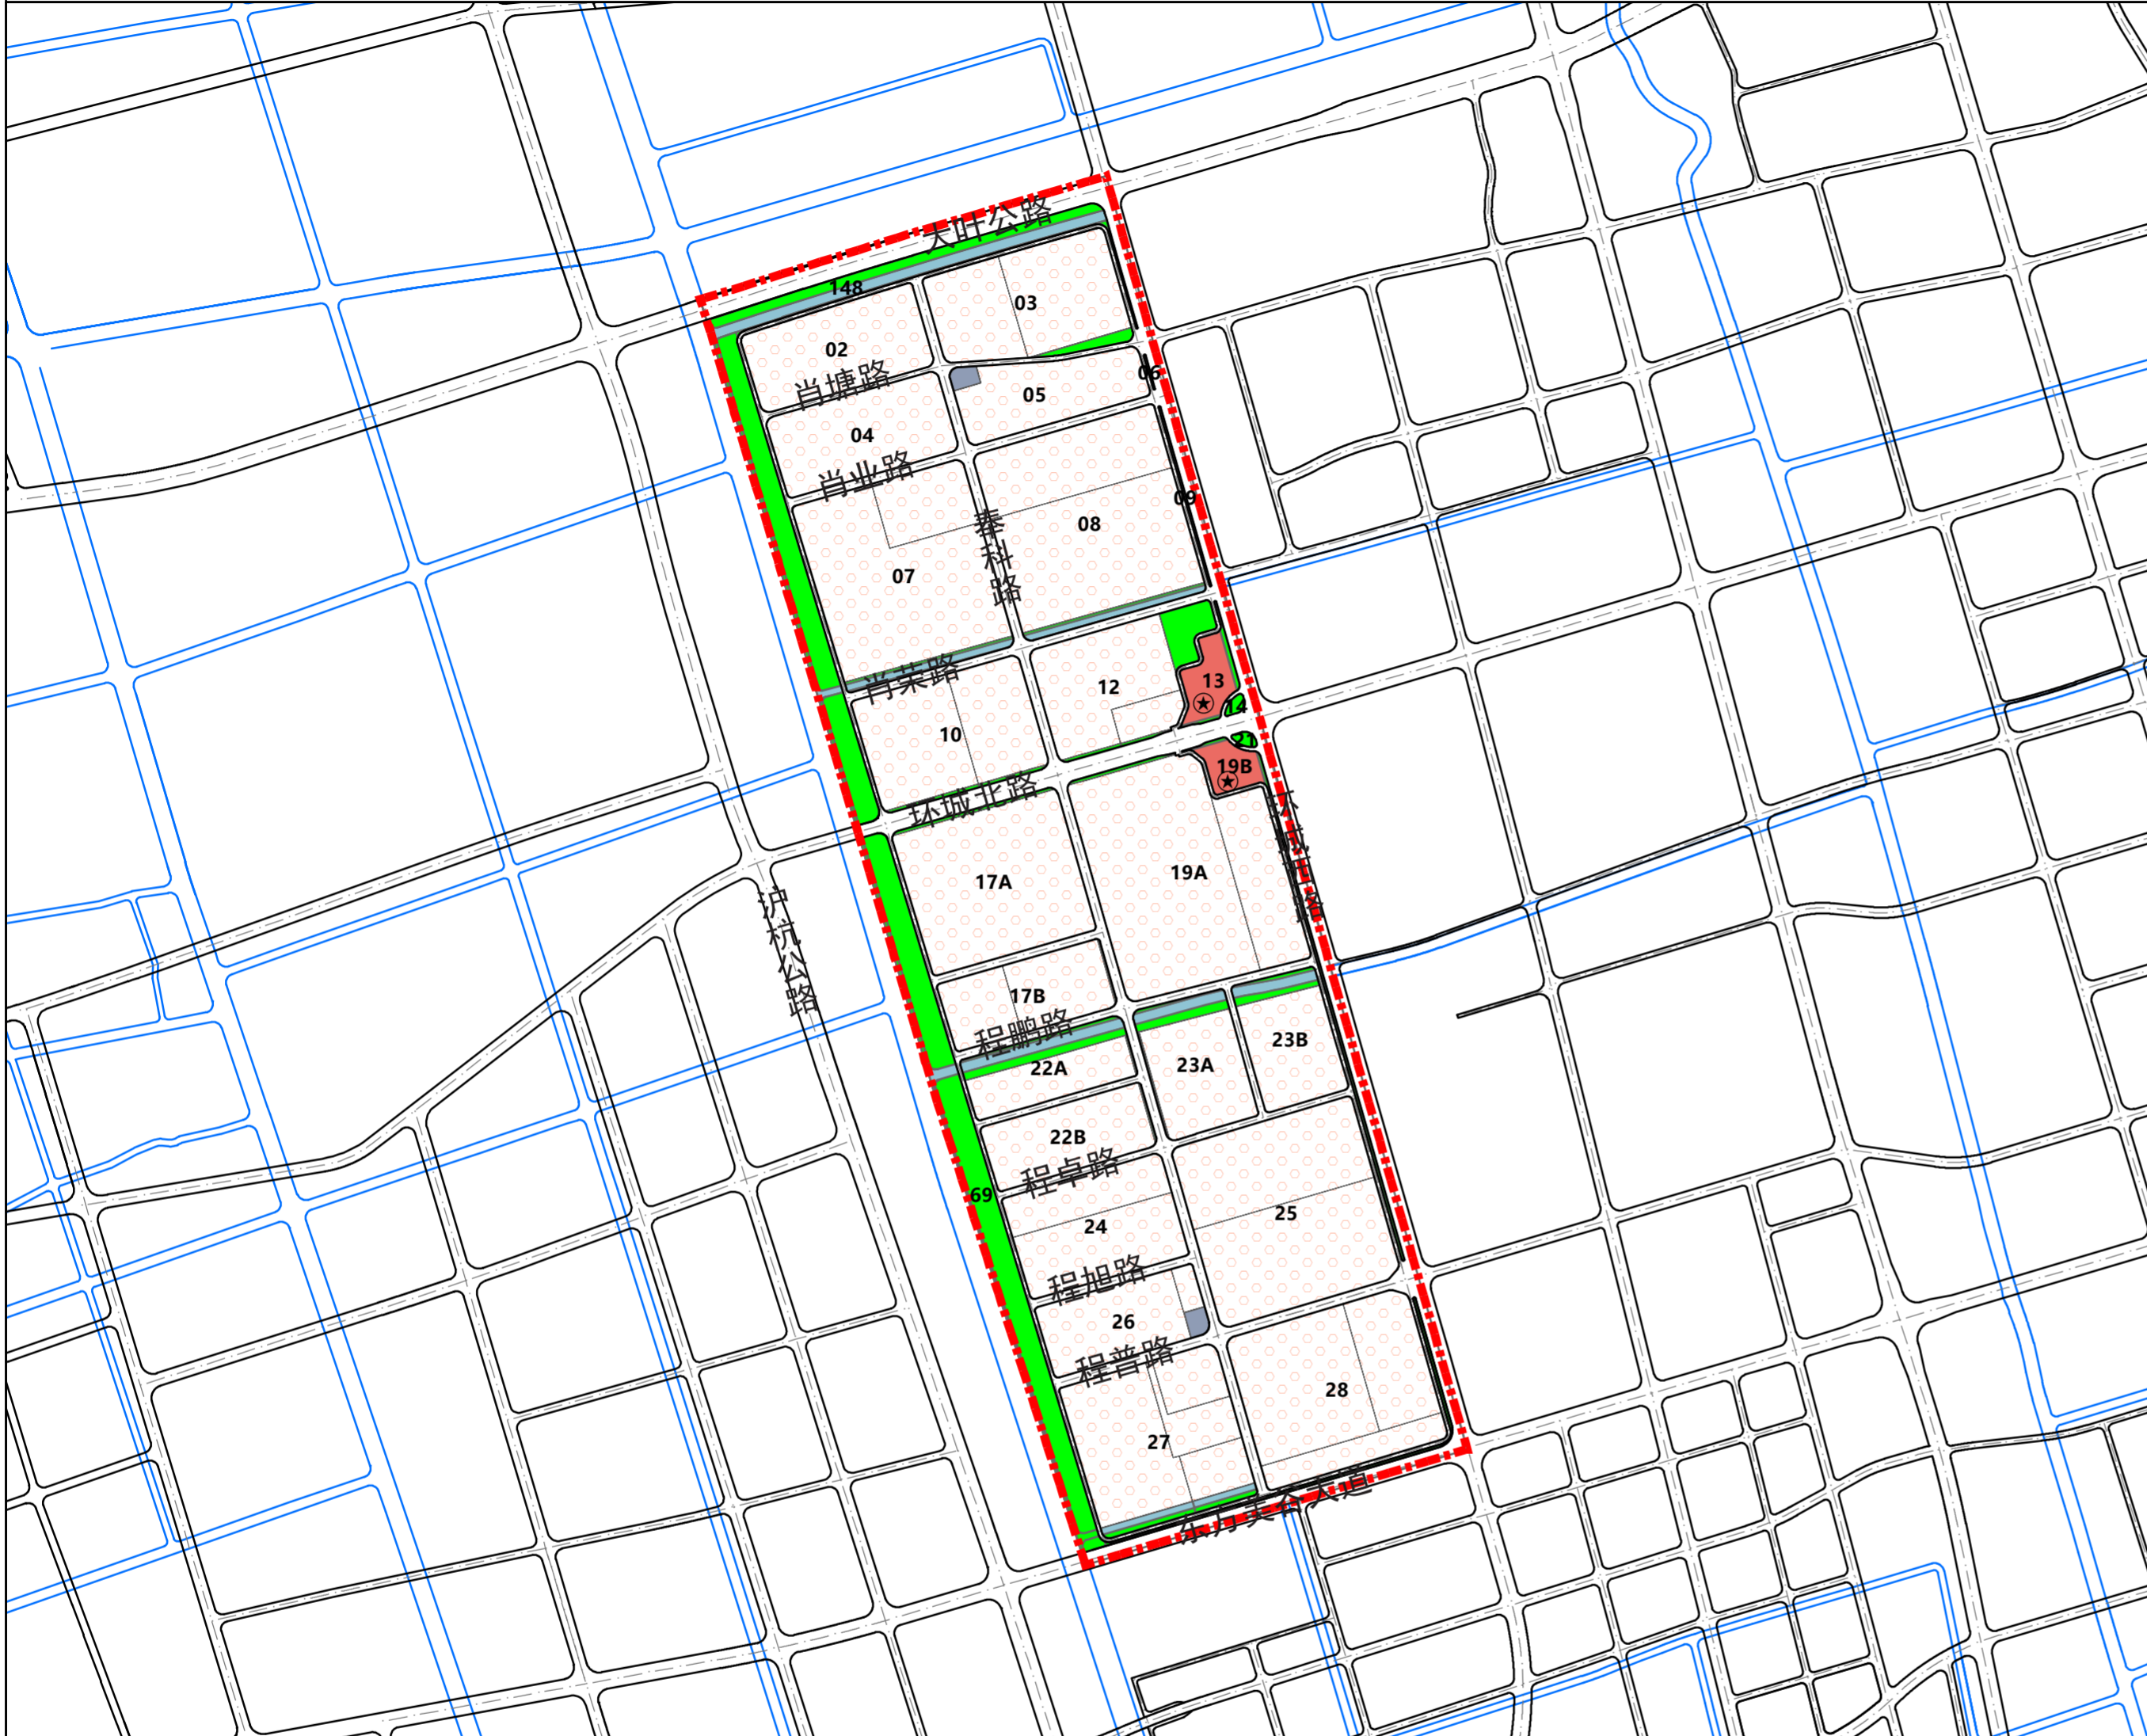 大叶公路
148
03
02
肖塘路
06
05
04
肖业路
09
奉科路
08
07
肖荣路
12
13
14
10
21
19B
环城北路
环城西路
19A
17A
沪杭公路
17B
程鹏路
23B
22A
23A
22B
程卓路
69
25
24
程旭路
26
程普路
28
27
东方美谷大道